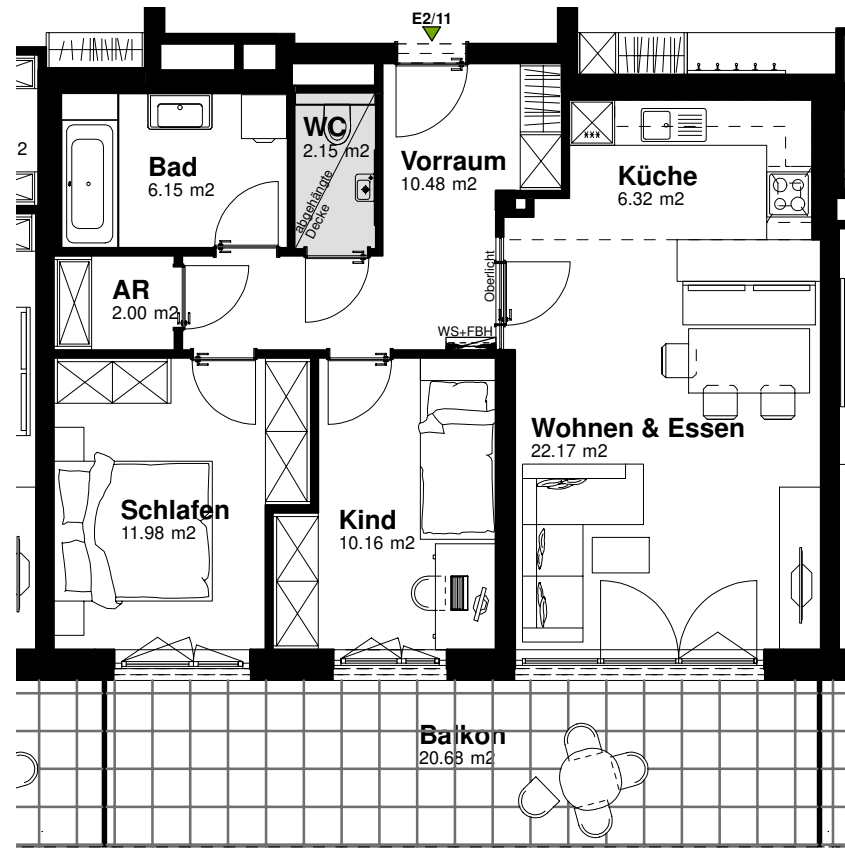 E2/11
WC
2.15 m2
abgehängte
Decke
Bad
6.15 m2
2
Vorraum
10.48 m2
Küche
6.32 m2
AR
2.00 m2
Oberlicht
WS+FBH
Wohnen & Essen
22.17 m2
Schlafen
11.98 m2
Kind
10.16 m2
Balkon
20.68 m2